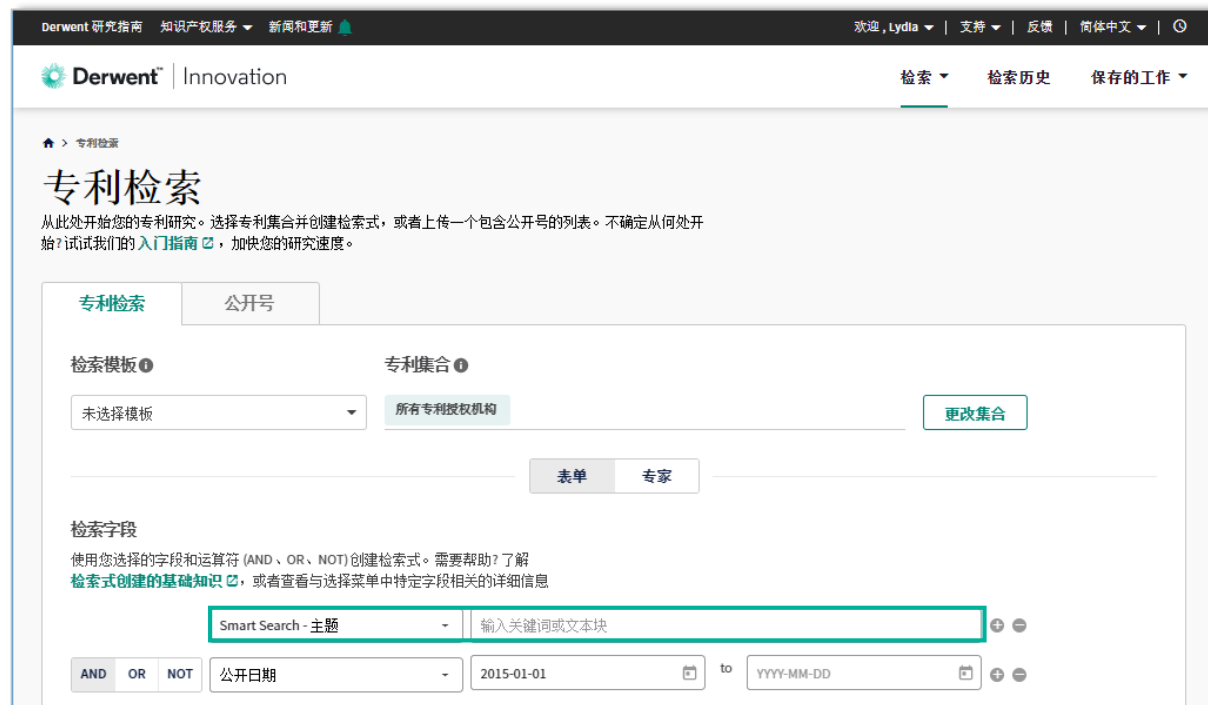 Derwent 研究指南 知识产权服务 新闻和更新 欢迎 , Lydia | 支持 | 反馈 | 简体中文 |
Derwent™ | Innovation 检索 检索历史 保存的工作
> 专利检索
专利检索
从此处开始您的专利研究。选择专利集合并创建检索式，或者上传一个包含公开号的列表。不确定从何处开
始? 试试我们的 入门指南 ，加快您的研究速度。
专利检索 公开号
检索模板 专利集合
未选择模板 所有专利授权机构 更改集合
表单 专家
检索字段
使用您选择的字段和运算符 (AND、OR、NOT) 创建检索式。需要帮助? 了解
检索式创建的基础知识 ，或者查看与选择菜单中特定字段相关的详细信息
Smart Search - 主题 输入关键词或文本块
AND OR NOT 公开日期 2015-01-01 to YYYY-MM-DD